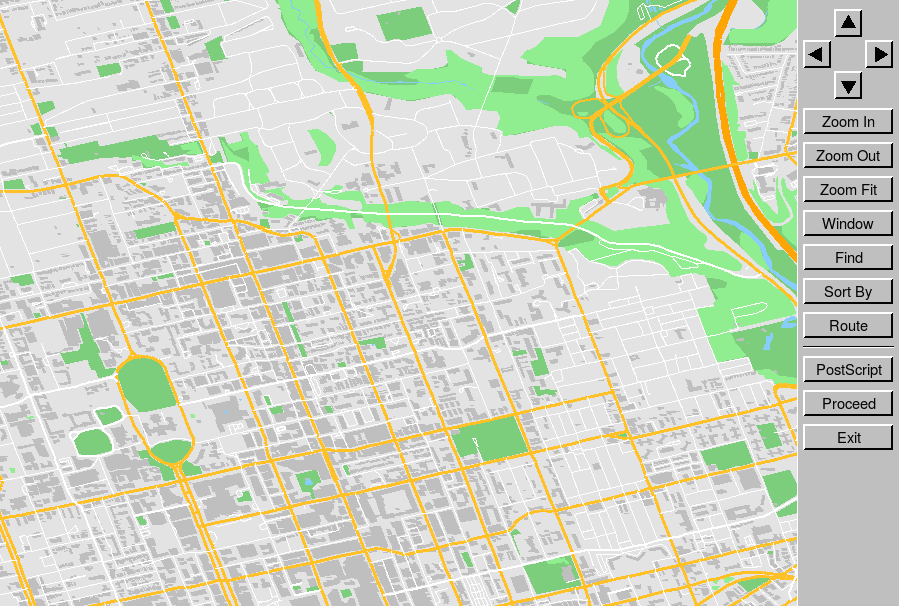 Zoom In
Zoom Out
Zoom Fit
Window
Find
Sort By
Route
PostScript
Proceed
Exit